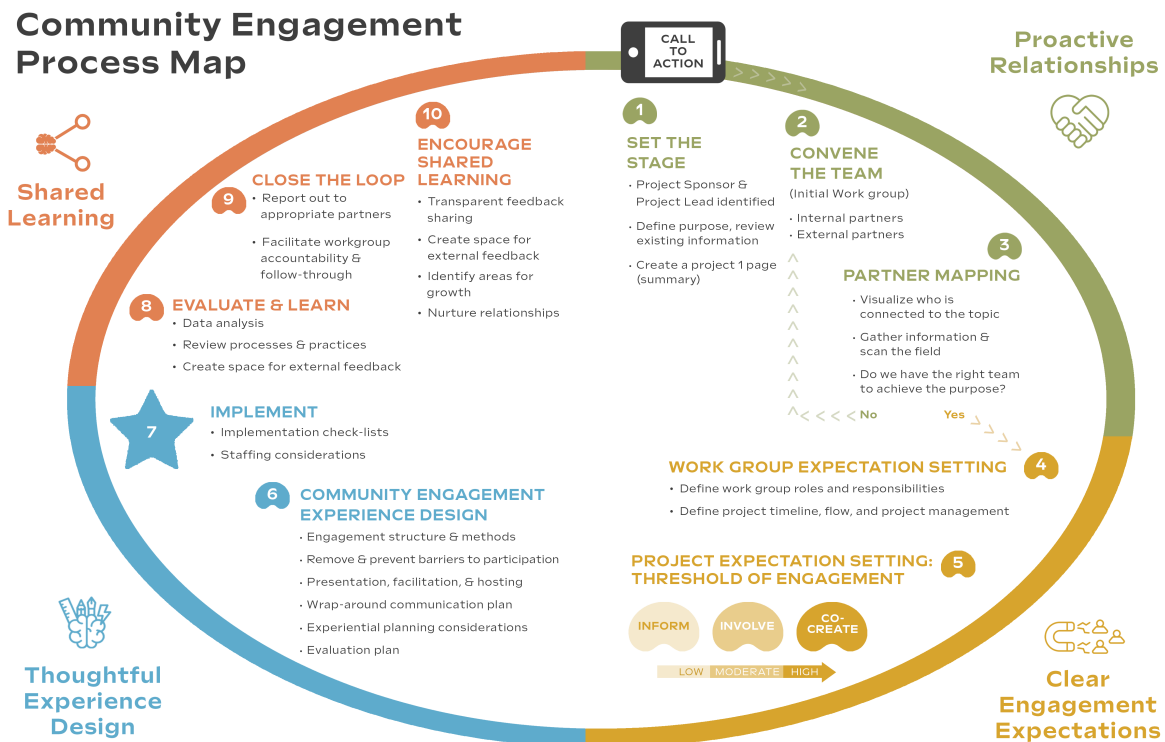 Community Engagement
Process Map
CALL
TO
ACTION
Proactive
Relationships
1
SET THE
STAGE
· Project Sponsor &
Project Lead identified
· Define purpose, review
existing information
· Create a project 1 page
(summary)
2
CONVENE
THE TEAM
(Initial Work group)
· Internal partners
· External partners
3
PARTNER MAPPING
· Visualize who is
connected to the topic
· Gather information &
scan the field
· Do we have the right team
to achieve the purpose?
No
Yes
4
WORK GROUP EXPECTATION SETTING
• Define work group roles and responsibilities
• Define project timeline, flow, and project management
5
PROJECT EXPECTATION SETTING:
THRESHOLD OF ENGAGEMENT
INFORM
INVOLVE
CO-
CREATE
LOW MODERATE HIGH
Clear
Engagement
Expectations
6
COMMUNITY ENGAGEMENT
EXPERIENCE DESIGN
· Engagement structure & methods
· Remove & prevent barriers to participation
· Presentation, facilitation, & hosting
· Wrap-around communication plan
· Experiential planning considerations
· Evaluation plan
Thoughtful
Experience
Design
7
IMPLEMENT
• Implementation check-lists
• Staffing considerations
8
EVALUATE & LEARN
• Data analysis
• Review processes & practices
• Create space for external feedback
9
CLOSE THE LOOP
• Report out to
appropriate partners
• Facilitate workgroup
accountability &
follow-through
10
ENCOURAGE
SHARED
LEARNING
• Transparent feedback
sharing
• Create space for
external feedback
• Identify areas for
growth
• Nurture relationships
Shared
Learning